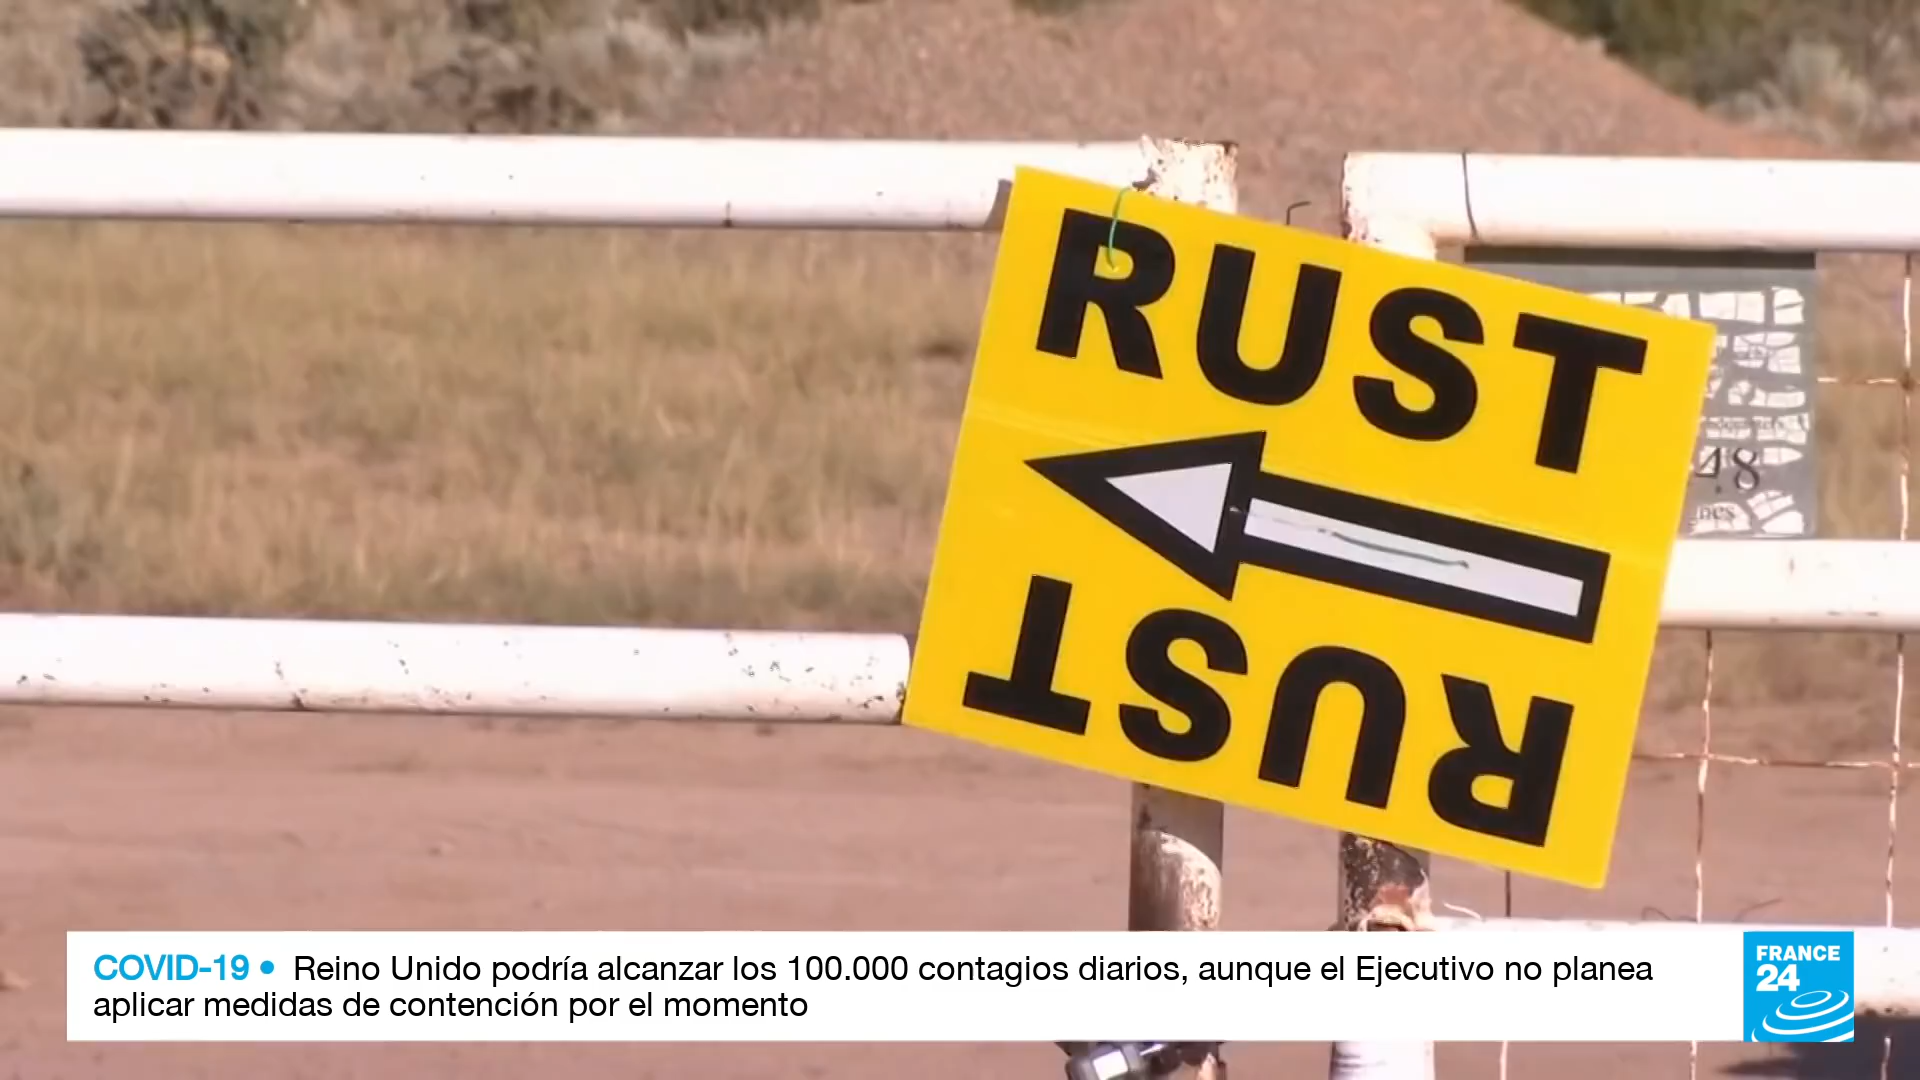 RUST
RUST
48
COVID-19 • Reino Unido podría alcanzar los 100.000 contagios diarios, aunque el Ejecutivo no planea
aplicar medidas de contención por el momento
FRANCE
24